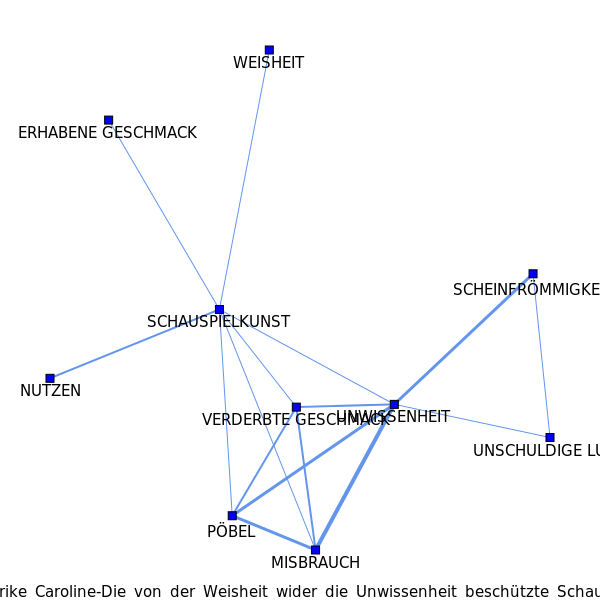 WEISHEIT
ERHABENE GESCHMACK
SCHEINFRÖMMIGKE
SCHAUSPIELKUNST
NUTZEN
VERDERBTE GESCHMACK
UNWISSENHEIT
UNSCHULDIGE LU
PÖBEL
MISBRAUCH
rike Caroline-Die von der Weisheit wider die Unwissenheit beschützte Schau